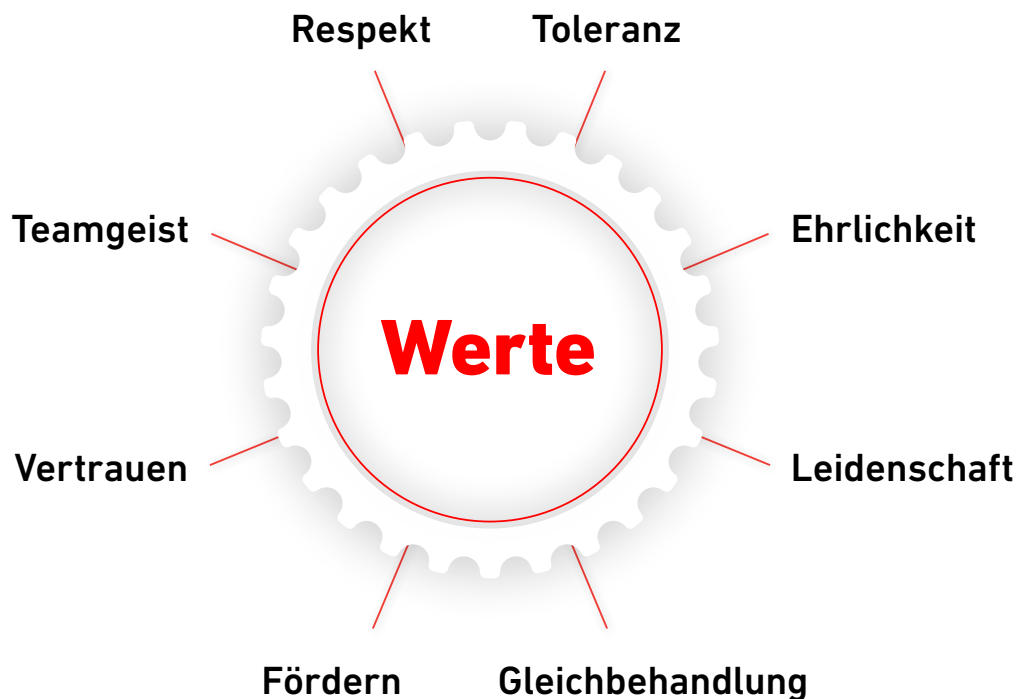 Respekt
Toleranz
Teamgeist
Ehrlichkeit
Werte
Vertrauen
Leidenschaft
Fördern
Gleichbehandlung